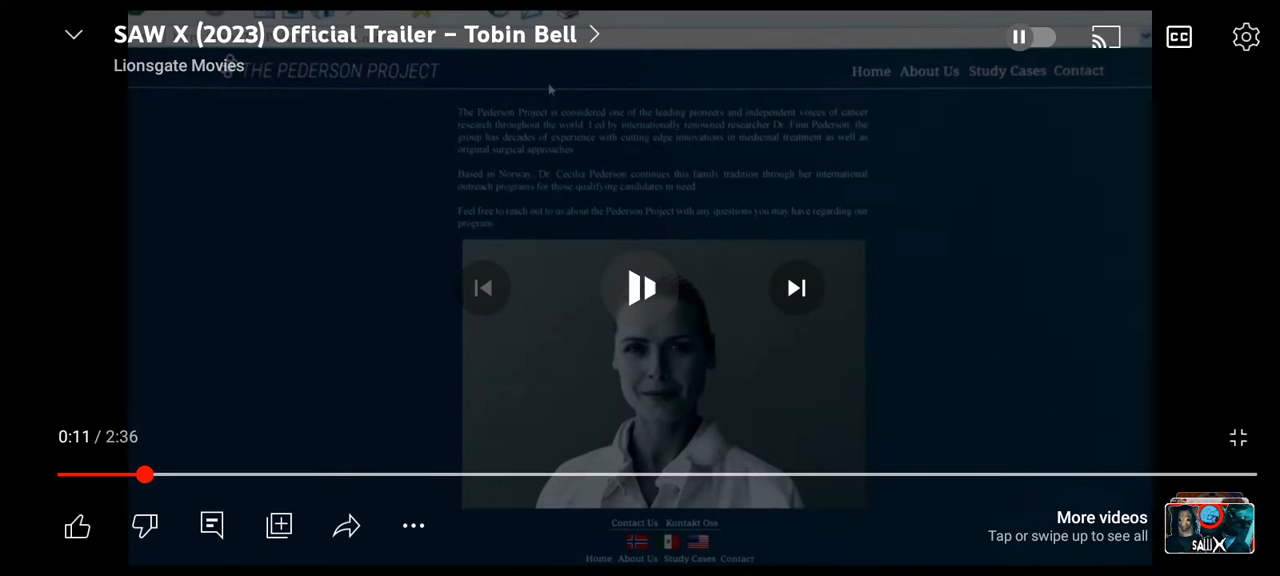 SAW X (2023) Official Trailer – Tobin Bell
CC
Lionsgate Movies
THE PEDERSON PROJECT
Home About Us Study Cases Contact
The Pederson Project is considered one of the leading pioneers and independent voices of cancer
research throughout the world. Led by internationally renowned researcher Dr. Finn Pederson, the
group has decades of experience with cutting edge innovations in medicinal treatment as well as
original surgical approaches.
Based in Norway, Dr. Cecilia Pederson continues this family tradition through her international
outreach programs for those qualifying candidates in need.
Feel free to reach out to us about the Pederson Project with any questions you may have regarding our
program
0:11 / 2:36
More videos
Tap or swipe up to see all
SAW X
Contact Us Kontakt Oss
Home About Us Study Cases Contact